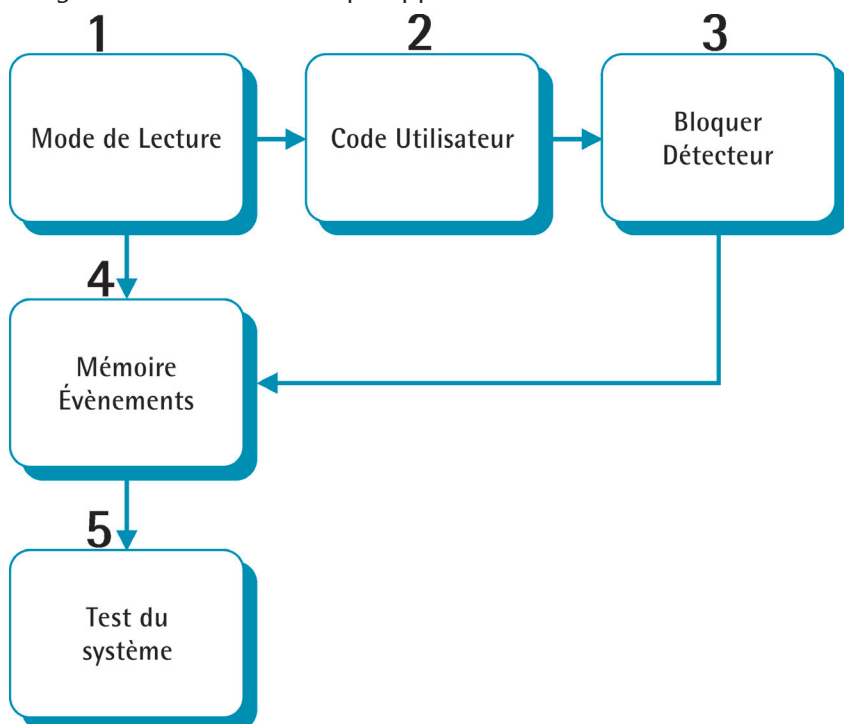 1
Mode de Lecture
2
Code Utilisateur
3
Bloquer
Détecteur
4
Mémoire
Évènements
5
Test du
système